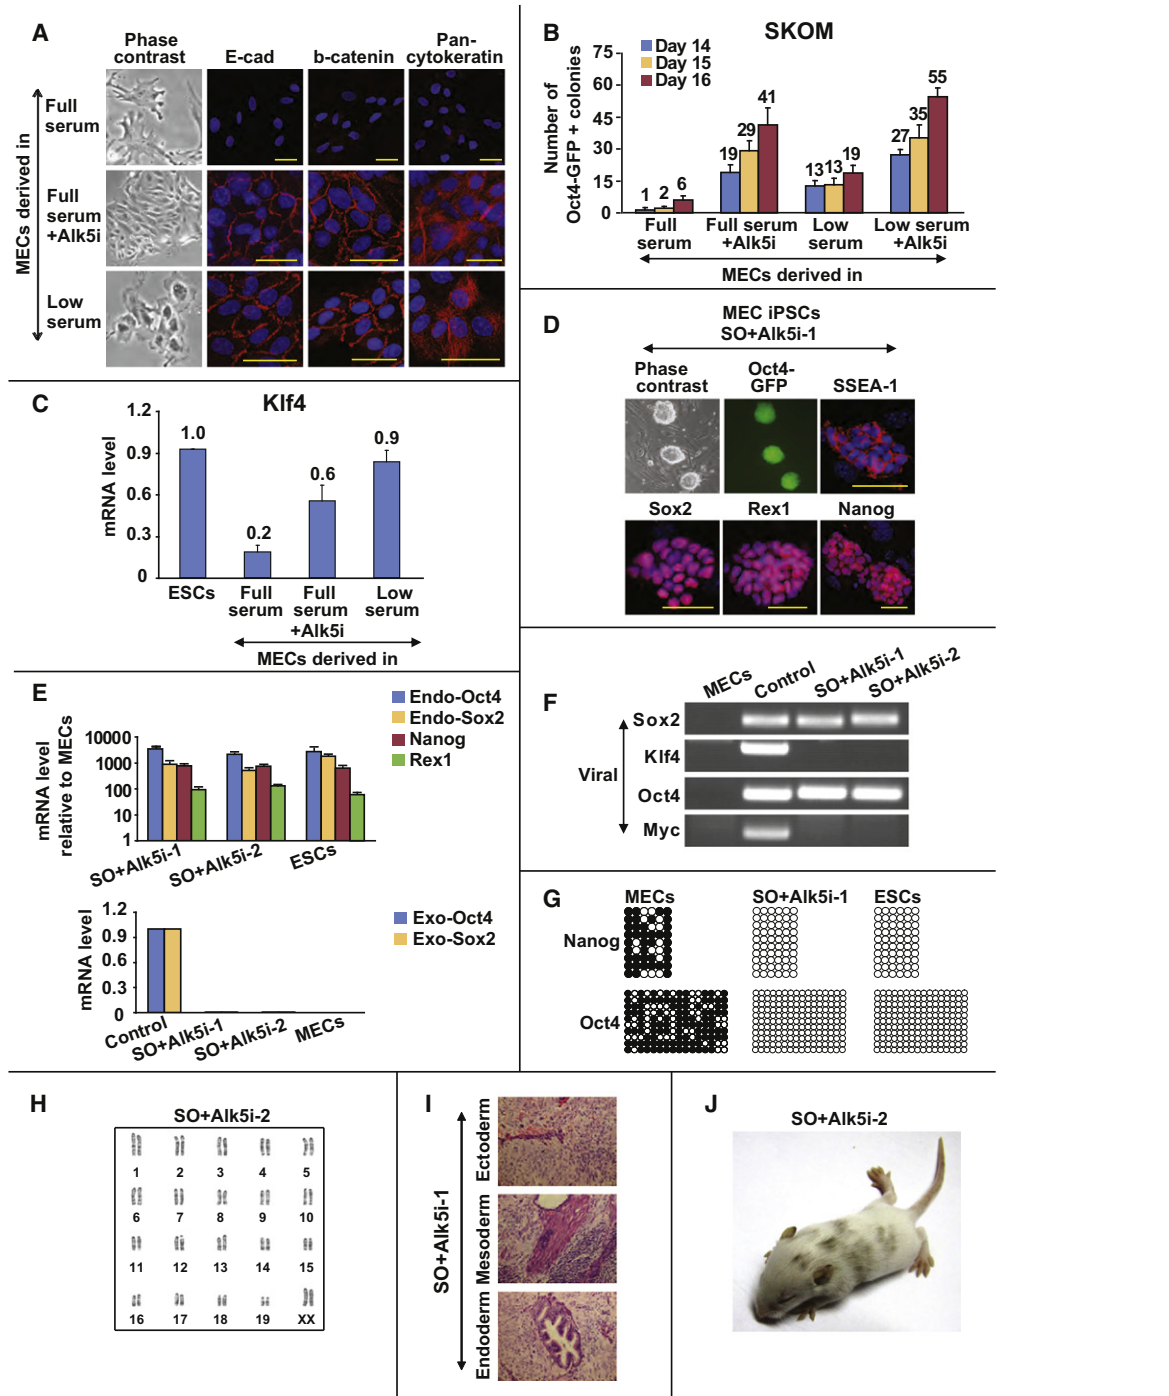 A
Phase contrast
E-cad
b-catenin
Pan-cytokeratin
MECs derived in
Full serum
Full serum +Alk5i
Low serum
B
SKOM
Number of Oct4-GFP + colonies
75
60
45
30
15
0
Day 14
Day 15
Day 16
1 2 6
19 29 41
13 13 19
27 35 55
Full serum
Full serum +Alk5i
Low serum
Low serum +Alk5i
MECs derived in
C
Klf4
mRNA level
1.2
0.9
0.6
0.3
0
1.0
0.2
0.6
0.9
ESCs
Full serum
Full serum +Alk5i
Low serum
MECs derived in
D
MEC iPSCs
SO+Alk5i-1
Phase contrast
Oct4-GFP
SSEA-1
Sox2
Rex1
Nanog
E
mRNA level relative to MECs
10000
1000
100
10
1
Endo-Oct4
Endo-Sox2
Nanog
Rex1
SO+Alk5i-1
SO+Alk5i-2
ESCs
mRNA level
1.2
0.9
0.6
0.3
0
Exo-Oct4
Exo-Sox2
Control
SO+Alk5i-1
SO+Alk5i-2
MECs
F
MECs
Control
SO+Alk5i-1
SO+Alk5i-2
Viral
Sox2
Klf4
Oct4
Myc
G
MECs
SO+Alk5i-1
ESCs
Nanog
Oct4
H
SO+Alk5i-2
1 2 3 4 5
6 7 8 9 10
11 12 13 14 15
16 17 18 19 XX
I
SO+Alk5i-1
Ectoderm
Mesoderm
Endoderm
J
SO+Alk5i-2